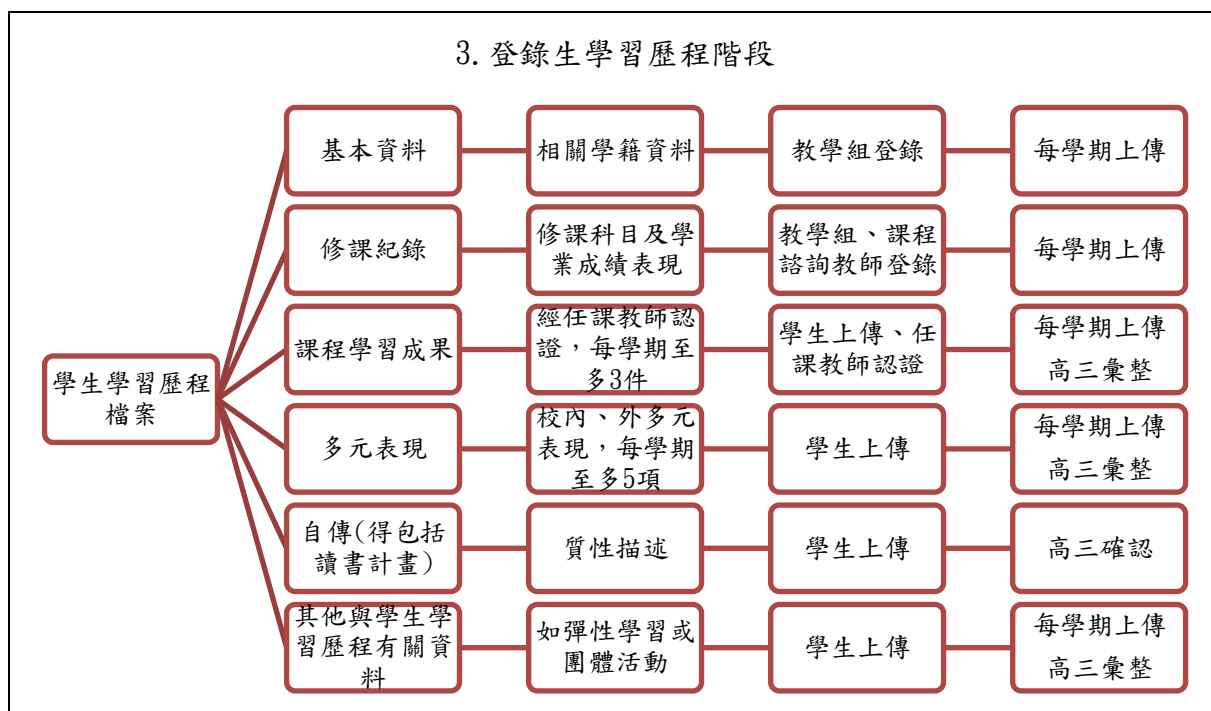 3. 登錄生學習歷程階段
學生學習歷程
檔案
基本資料
相關學籍資料
教學組登錄
每學期上傳
修課紀錄
修課科目及學
業成績表現
教學組、課程
諮詢教師登錄
每學期上傳
課程學習成果
經任課教師認
證，每學期至
多3件
學生上傳、任
課教師認證
每學期上傳
高三彙整
多元表現
校內、外多元
表現，每學期
至多5項
學生上傳
每學期上傳
高三彙整
自傳(得包括
讀書計畫)
質性描述
學生上傳
高三確認
其他與學生學
習歷程有關資
料
如彈性學習或
團體活動
學生上傳
每學期上傳
高三彙整